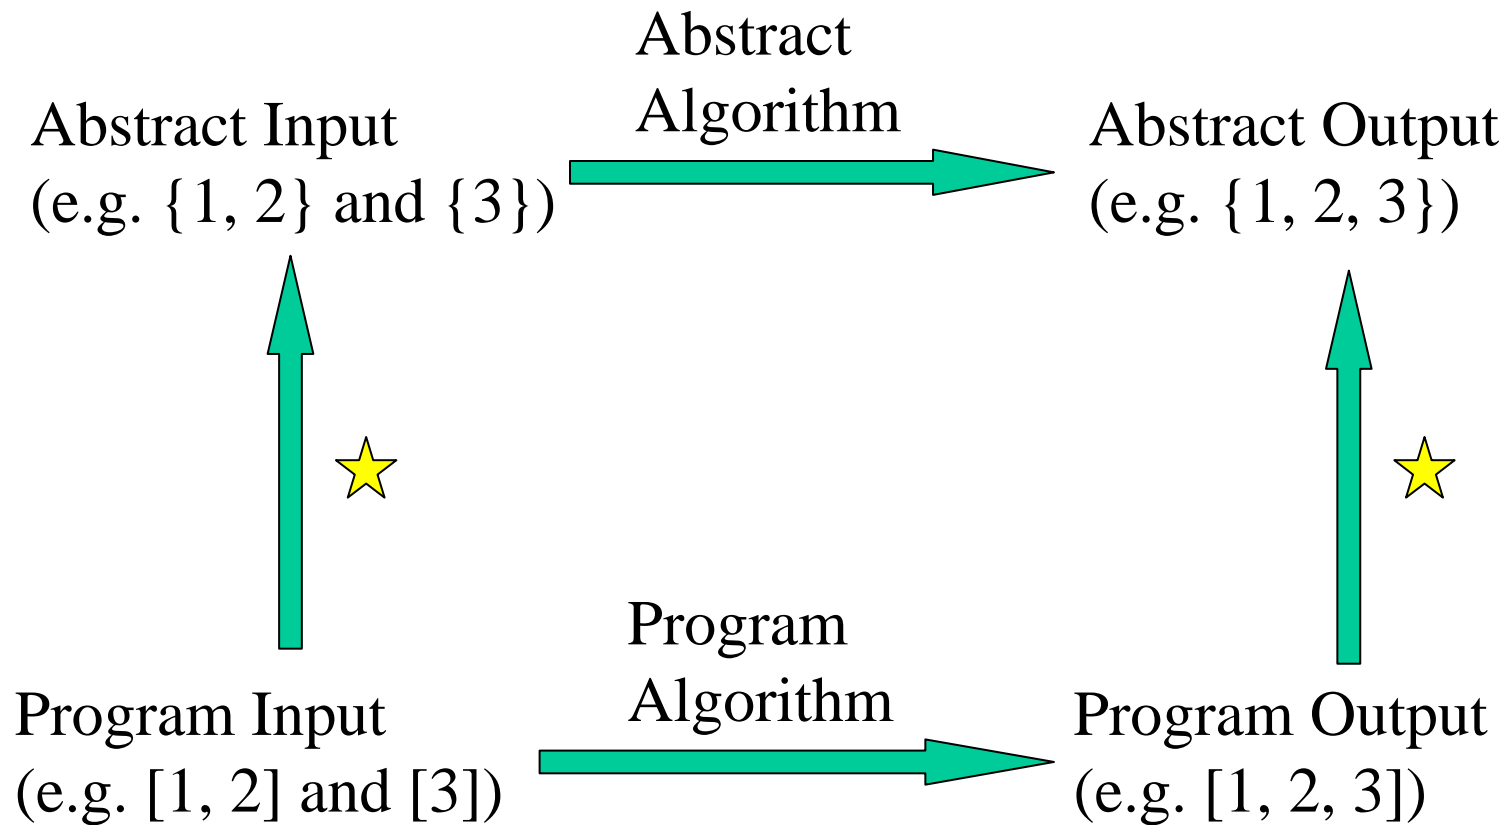 Abstract
Algorithm
Abstract Input
(e.g. {1, 2} and {3})
Abstract Output
(e.g. {1, 2, 3})
Program
Algorithm
Program Input
(e.g. [1, 2] and [3])
Program Output
(e.g. [1, 2, 3])